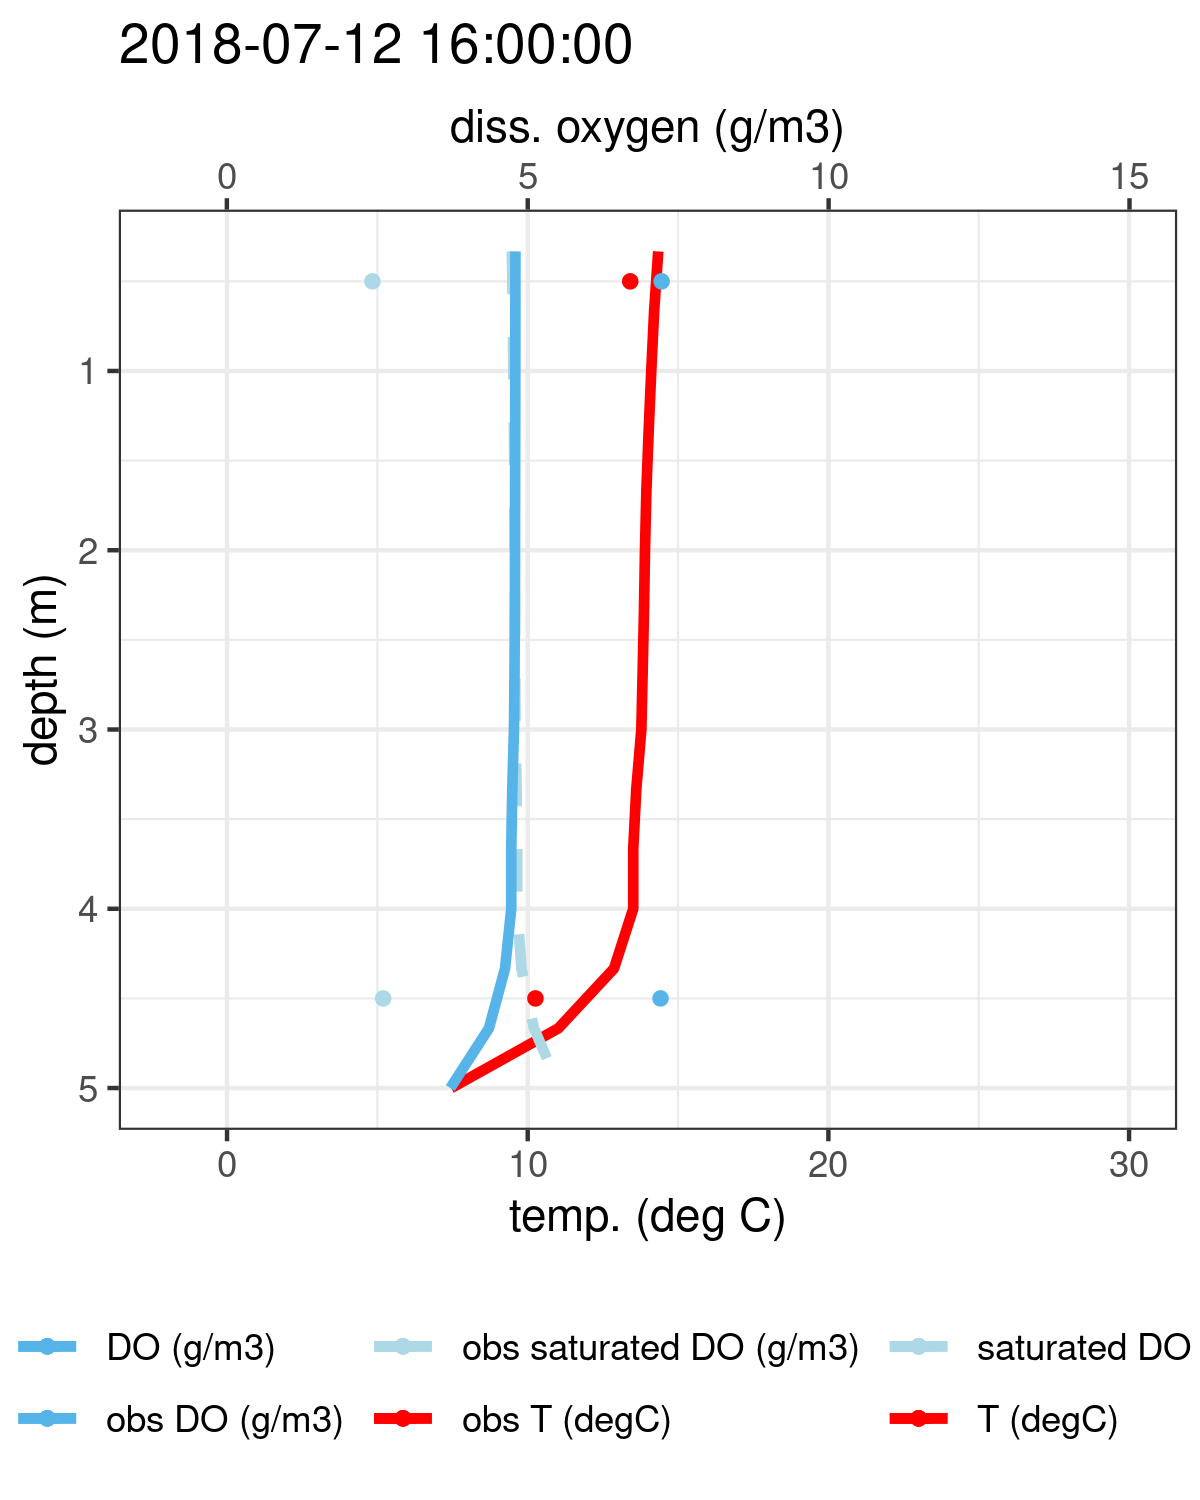 2018-07-12 16:00:00
diss. oxygen (g/m3)
0 5 10 15
depth (m)
1
2
3
4
5
0 10 20 30
temp. (deg C)
DO (g/m3) obs saturated DO (g/m3) saturated DO
obs DO (g/m3) obs T (degC) T (degC)